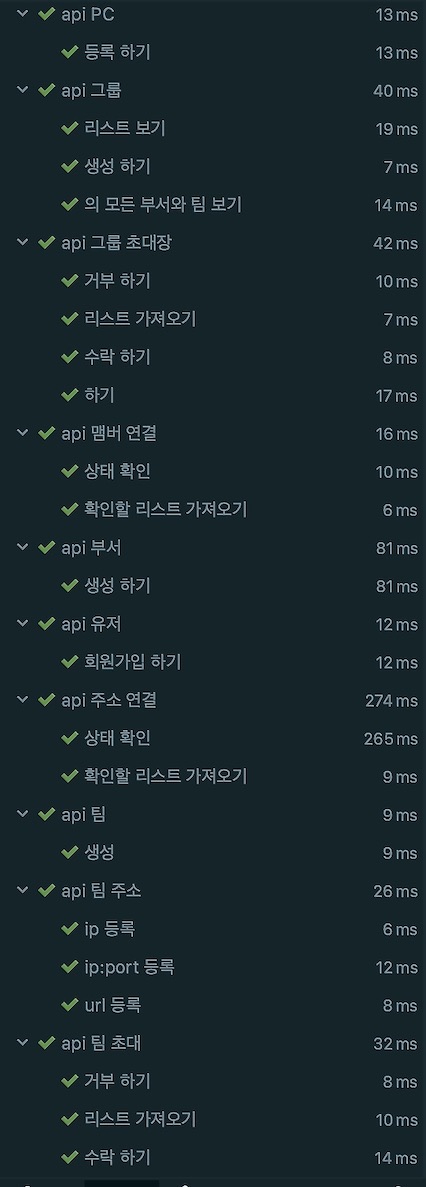 api PC 13 ms
등록 하기 13 ms
api 그룹 40 ms
리스트 보기 19 ms
생성 하기 7 ms
의 모든 부서와 팀 보기 14 ms
api 그룹 초대장 42 ms
거부 하기 10 ms
리스트 가져오기 7 ms
수락 하기 8 ms
하기 17 ms
api 맴버 연결 16 ms
상태 확인 10 ms
확인할 리스트 가져오기 6 ms
api 부서 81 ms
생성 하기 81 ms
api 유저 12 ms
회원가입 하기 12 ms
api 주소 연결 274 ms
상태 확인 265 ms
확인할 리스트 가져오기 9 ms
api 팀 9 ms
생성 9 ms
api 팀 주소 26 ms
ip 등록 6 ms
ip:port 등록 12 ms
url 등록 8 ms
api 팀 초대 32 ms
거부 하기 8 ms
리스트 가져오기 10 ms
수락 하기 14 ms